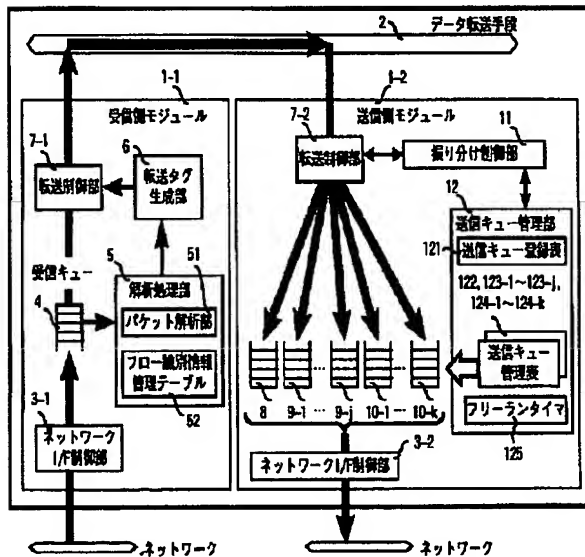 2
データ転送手段
1-1
受信側モジュール
1-2
送信側モジュール
7-1
転送制御部
6
転送タグ
生成部
7-2
転送制御部
11
振り分け制御部
12
送信キュー管理部
121
送信キュー登録表
122, 123-1〜123-j,
124-1〜124-k
送信キュー
管理表
フリーランタイマ
125
受信キュー
4
5
解析処理部
51
パケット解析部
フロー識別情報
管理テーブル
52
8
9-1
…
9-j
10-1
…
10-k
3-1
ネットワーク
I/F制御部
3-2
ネットワークI/F制御部
ネットワーク
ネットワーク